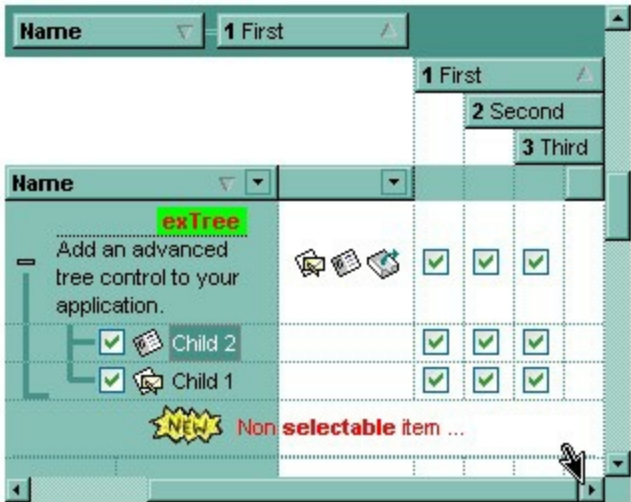 Name 1 First
1 First
2 Second
3 Third
Name
exTree
Add an advanced
tree control to your
application.
Child 2
Child 1
NEW Non selectable item ...